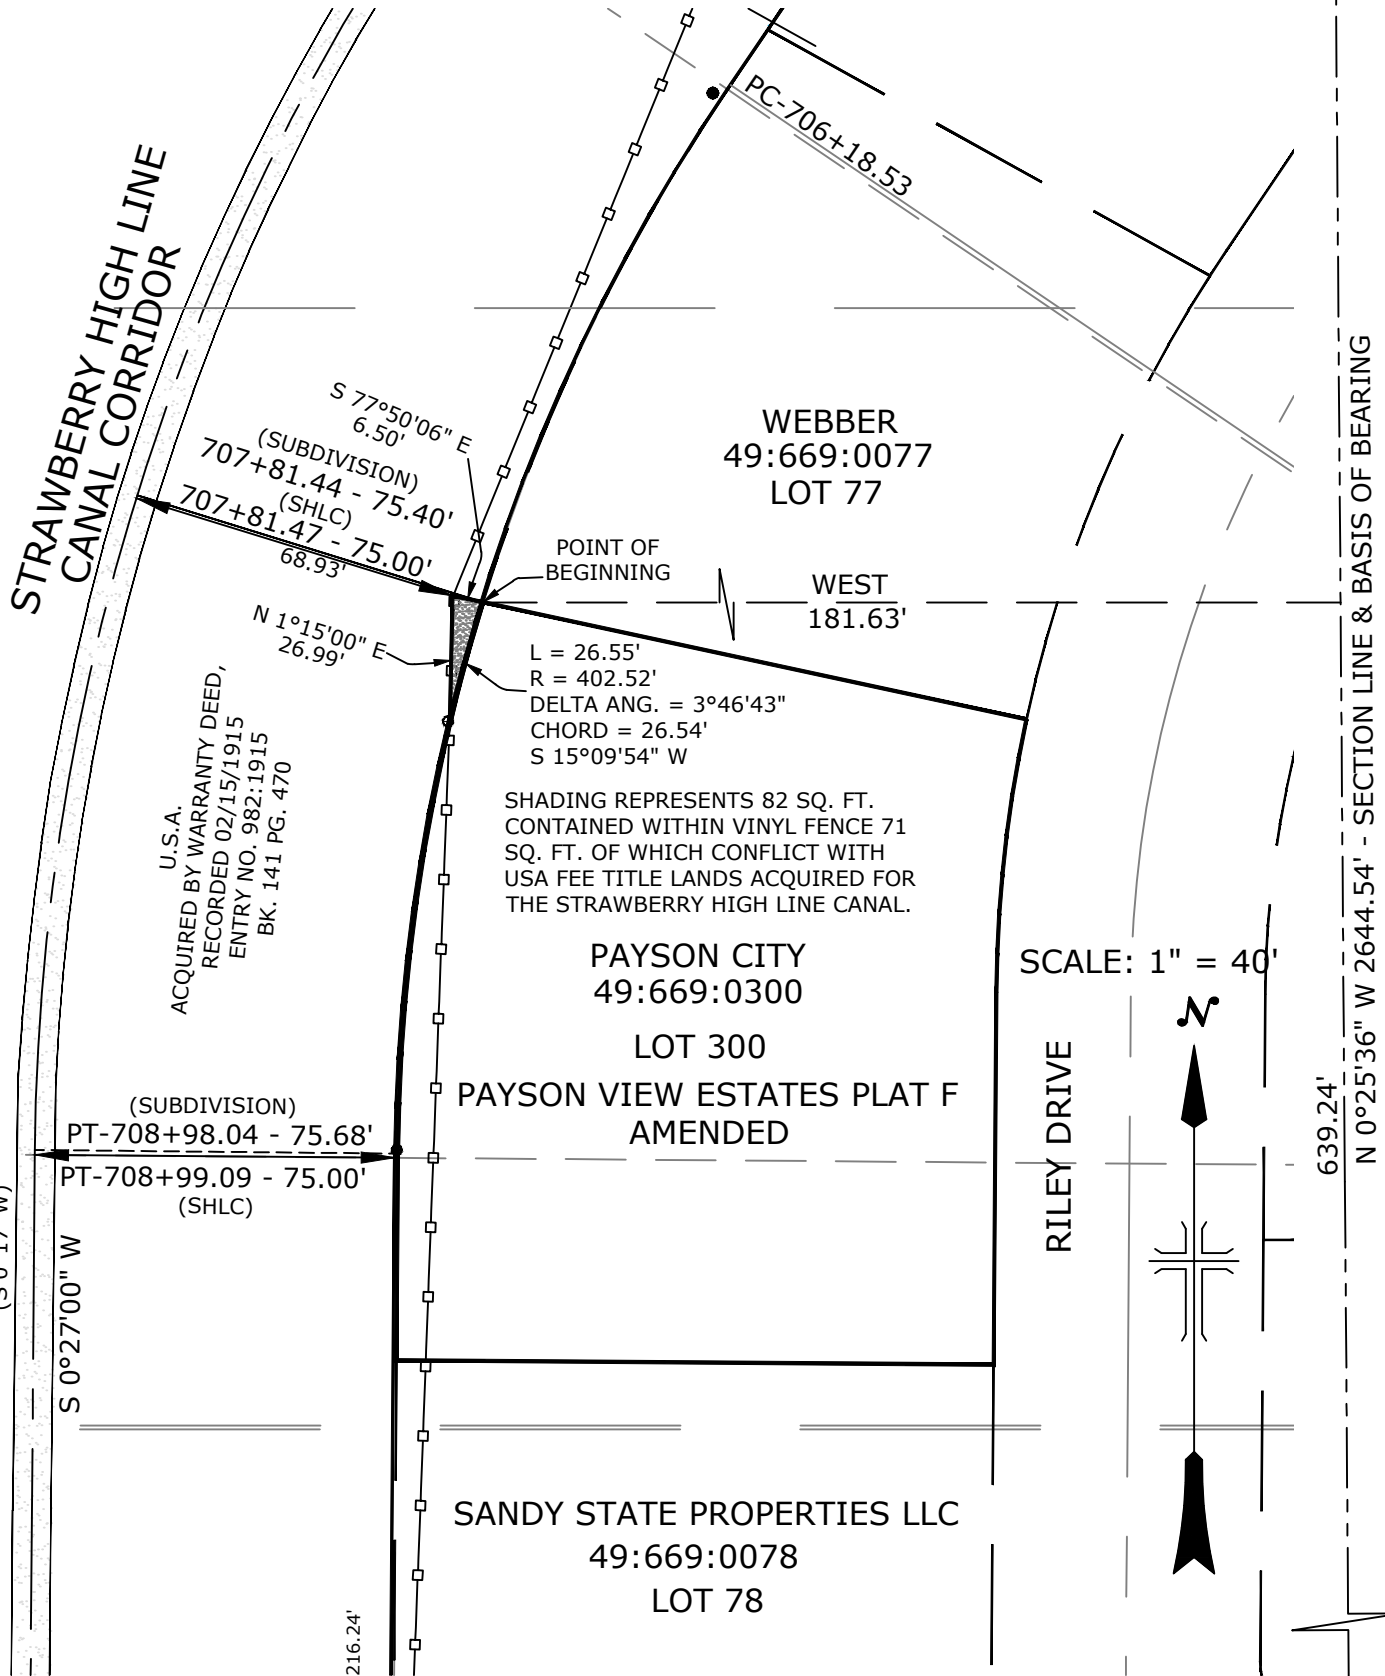 STRAWBERRY HIGH LINE
CANAL CORRIDOR
PC-706+18.53
S 77°50'06" E
6.50'
(SUBDIVISION)
707+81.44 - 75.40'
(SHLC)
707+81.47 - 75.00'
68.93'
WEBBER
49:669:0077
LOT 77
POINT OF
BEGINNING
WEST
181.63'
N 1°15'00" E
26.99'
L = 26.55'
R = 402.52'
DELTA ANG. = 3°46'43"
CHORD = 26.54'
S 15°09'54" W
U.S.A.
ACQUIRED BY WARRANTY DEED,
RECORDED 02/15/1915
ENTRY NO. 982:1915
BK. 141 PG. 470
SHADING REPRESENTS 82 SQ. FT.
CONTAINED WITHIN VINYL FENCE 71
SQ. FT. OF WHICH CONFLICT WITH
USA FEE TITLE LANDS ACQUIRED FOR
THE STRAWBERRY HIGH LINE CANAL.
PAYSON CITY
49:669:0300
LOT 300
PAYSON VIEW ESTATES PLAT F
AMENDED
SCALE: 1" = 40'
N
RILEY DRIVE
639.24'
N 0°25'36" W 2644.54' - SECTION LINE & BASIS OF BEARING
(SUBDIVISION)
PT-708+98.04 - 75.68'
PT-708+99.09 - 75.00'
(SHLC)
S 0°27'00" W
SANDY STATE PROPERTIES LLC
49:669:0078
LOT 78
216.24'